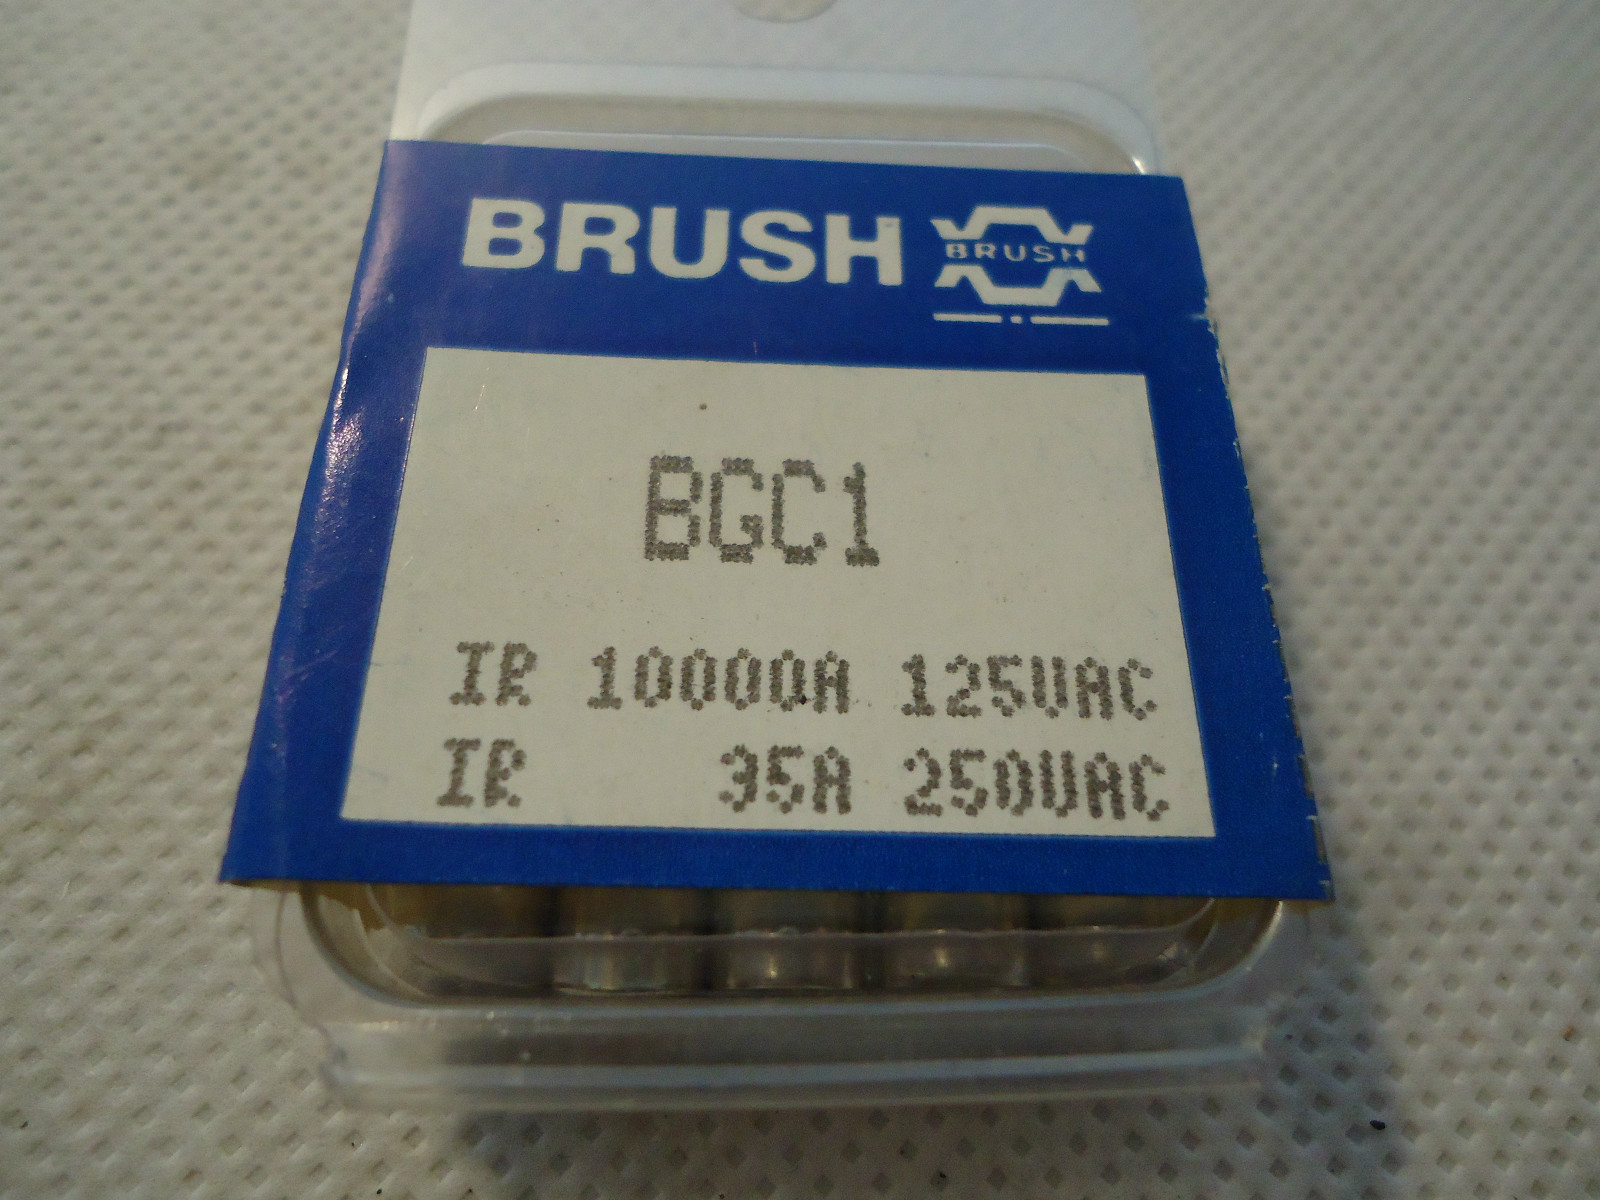 BRUSH BRUSH
BGC1
IR 10000A 125VAC
IR 35A 250VAC